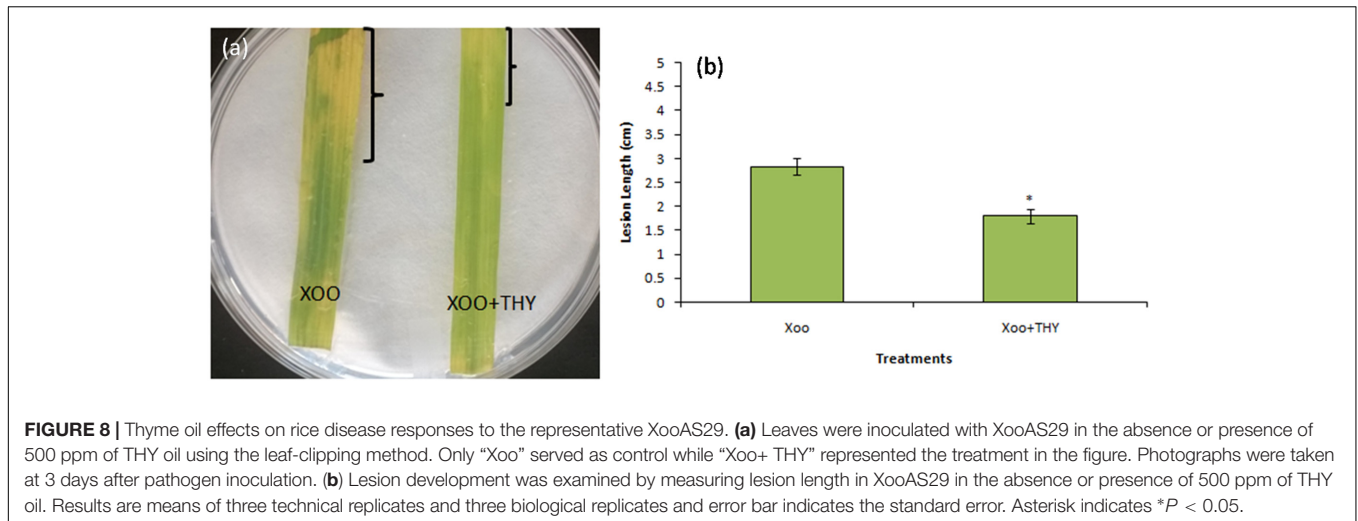 (a)
XOO
XOO+THY
(b)
Lesion Length (cm)
5
4.5
4
3.5
3
2.5
2
1.5
1
0.5
0
*
Xoo
Xoo+THY
Treatments
FIGURE 8 | Thyme oil effects on rice disease responses to the representative XooAS29. (a) Leaves were inoculated with XooAS29 in the absence or presence of
500 ppm of THY oil using the leaf-clipping method. Only “Xoo” served as control while “Xoo+ THY” represented the treatment in the figure. Photographs were taken
at 3 days after pathogen inoculation. (b) Lesion development was examined by measuring lesion length in XooAS29 in the absence or presence of 500 ppm of THY
oil. Results are means of three technical replicates and three biological replicates and error bar indicates the standard error. Asterisk indicates *P < 0.05.